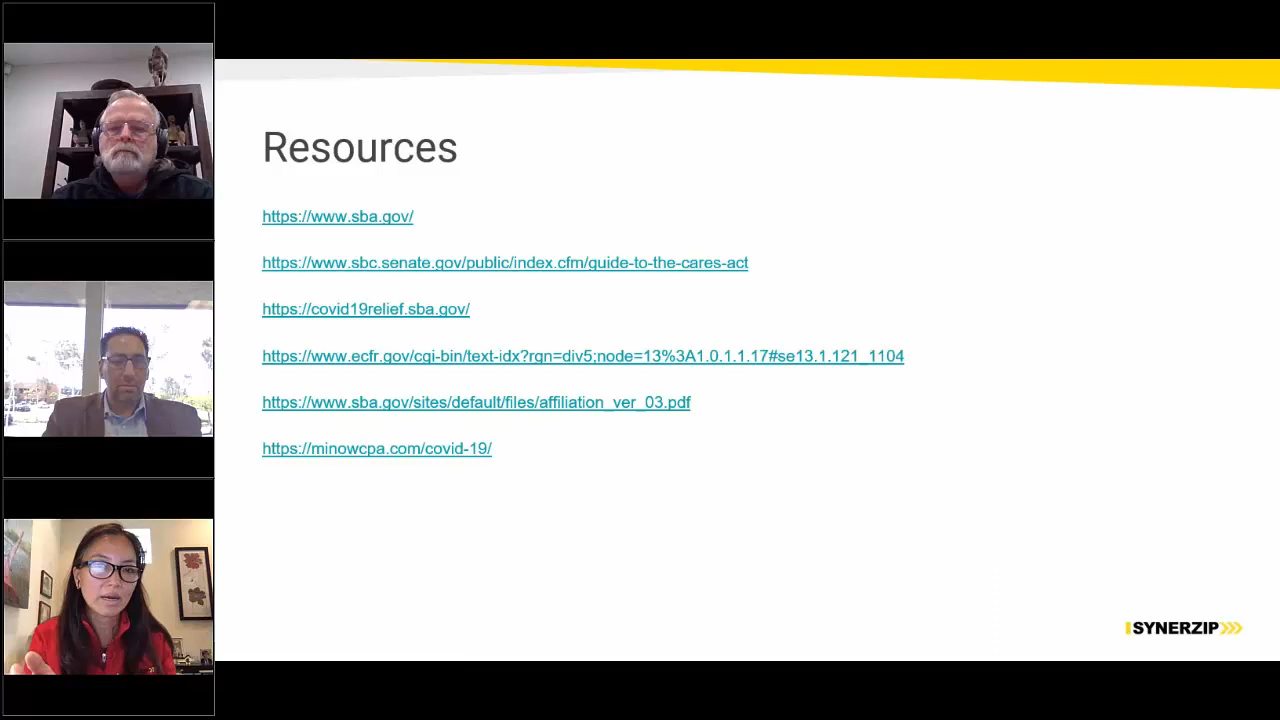 Resources
https://www.sba.gov/
https://www.sbc.senate.gov/public/index.cfm/guide-to-the-cares-act
https://covid19relief.sba.gov/
https://www.ecfr.gov/cgi-bin/text-idx?rgn=div5;node=13%3A1.0.1.1.17#se13.1.121_1104
https://www.sba.gov/sites/default/files/affiliation_ver_03.pdf
https://minowcpa.com/covid-19/
SYNERZIP